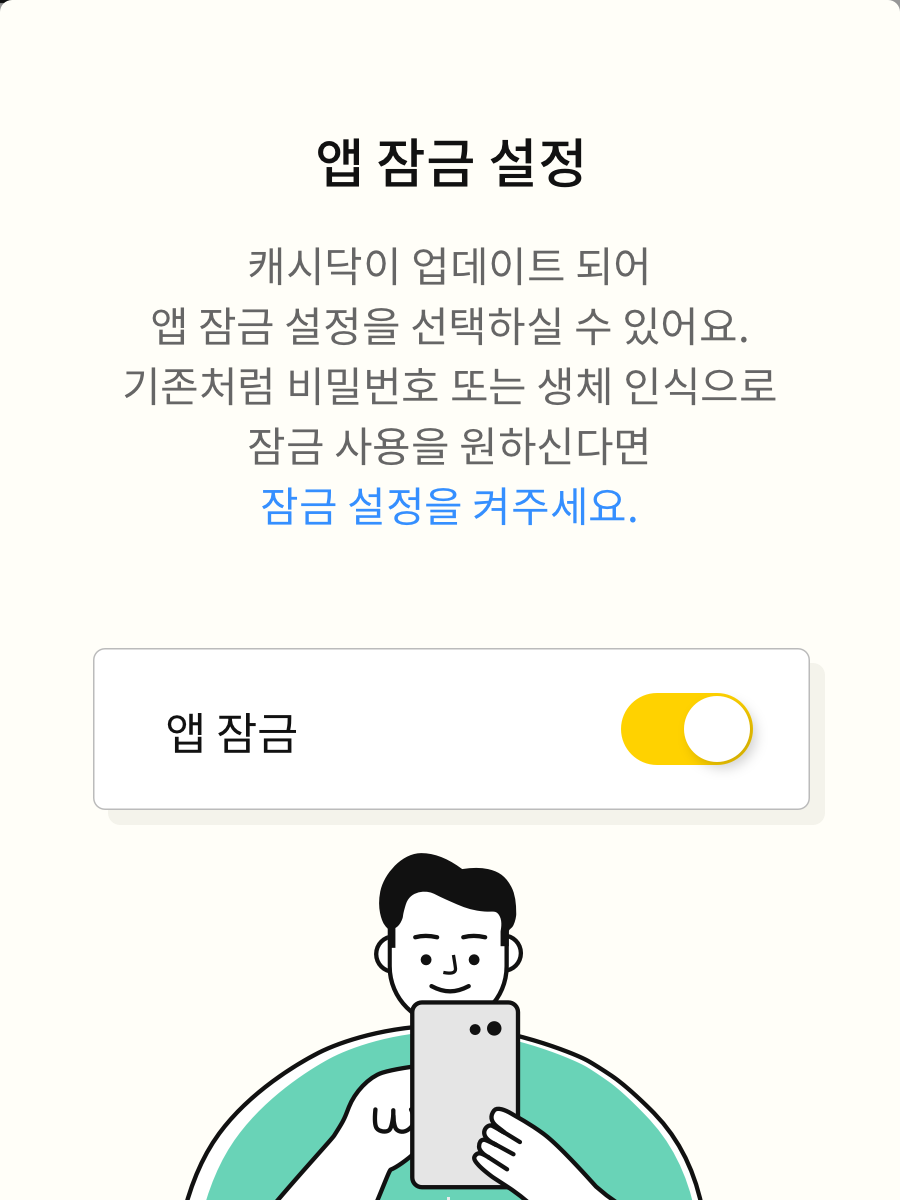 앱 잠금 설정
캐시닥이 업데이트 되어
앱 잠금 설정을 선택하실 수 있어요.
기존처럼 비밀번호 또는 생체 인식으로
잠금 사용을 원하신다면
잠금 설정을 켜주세요.
앱 잠금